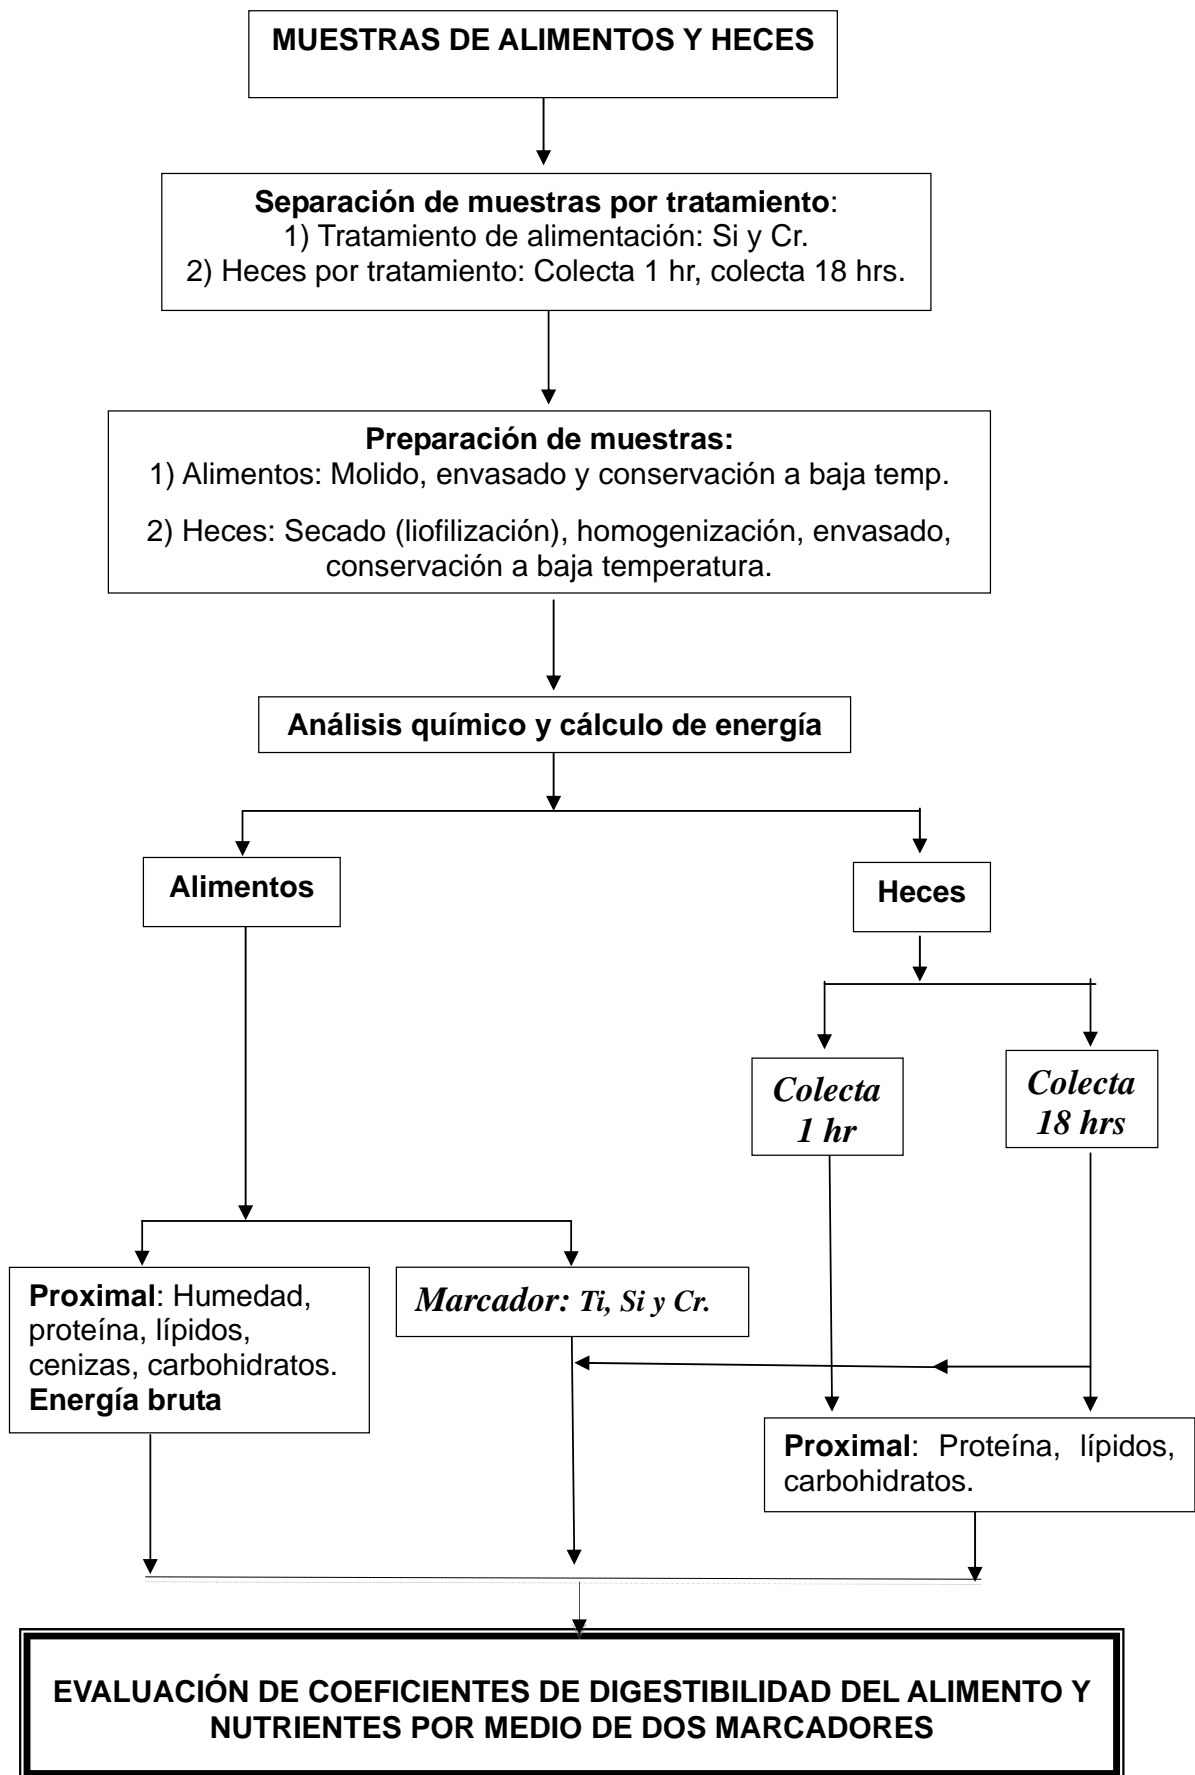 MUESTRAS DE ALIMENTOS Y HECES
Separación de muestras por tratamiento:
1) Tratamiento de alimentación: Si y Cr.
2) Heces por tratamiento: Colecta 1 hr, colecta 18 hrs.
Preparación de muestras:
1) Alimentos: Molido, envasado y conservación a baja temp.
2) Heces: Secado (liofilización), homogenización, envasado,
conservación a baja temperatura.
Análisis químico y cálculo de energía
Alimentos
Heces
Colecta
1 hr
Colecta
18 hrs
Proximal: Humedad,
proteína, lípidos,
cenizas, carbohidratos.
Energía bruta
Marcador: Ti, Si y Cr.
Proximal: Proteína, lípidos,
carbohidratos.
EVALUACIÓN DE COEFICIENTES DE DIGESTIBILIDAD DEL ALIMENTO Y
NUTRIENTES POR MEDIO DE DOS MARCADORES